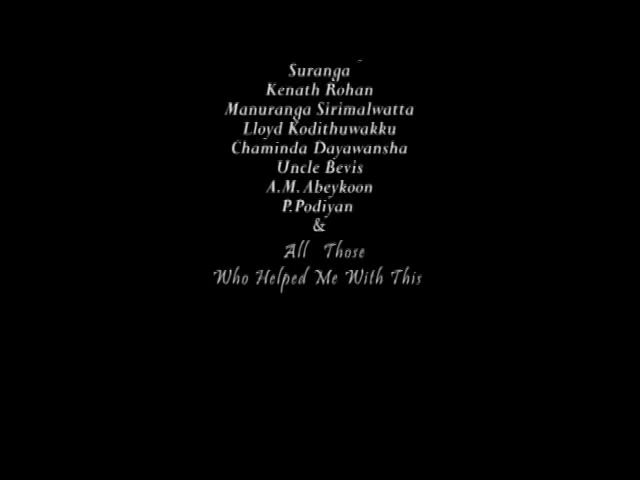 Suranga
Kenath Rohan
Manuranga Sirimalwatta
Lloyd Kodithuwakku
Chaminda Dayawansha
Uncle Bevis
A.M. Abeykoon
P.Podiyan
&
All Those
Who Helped Me With This